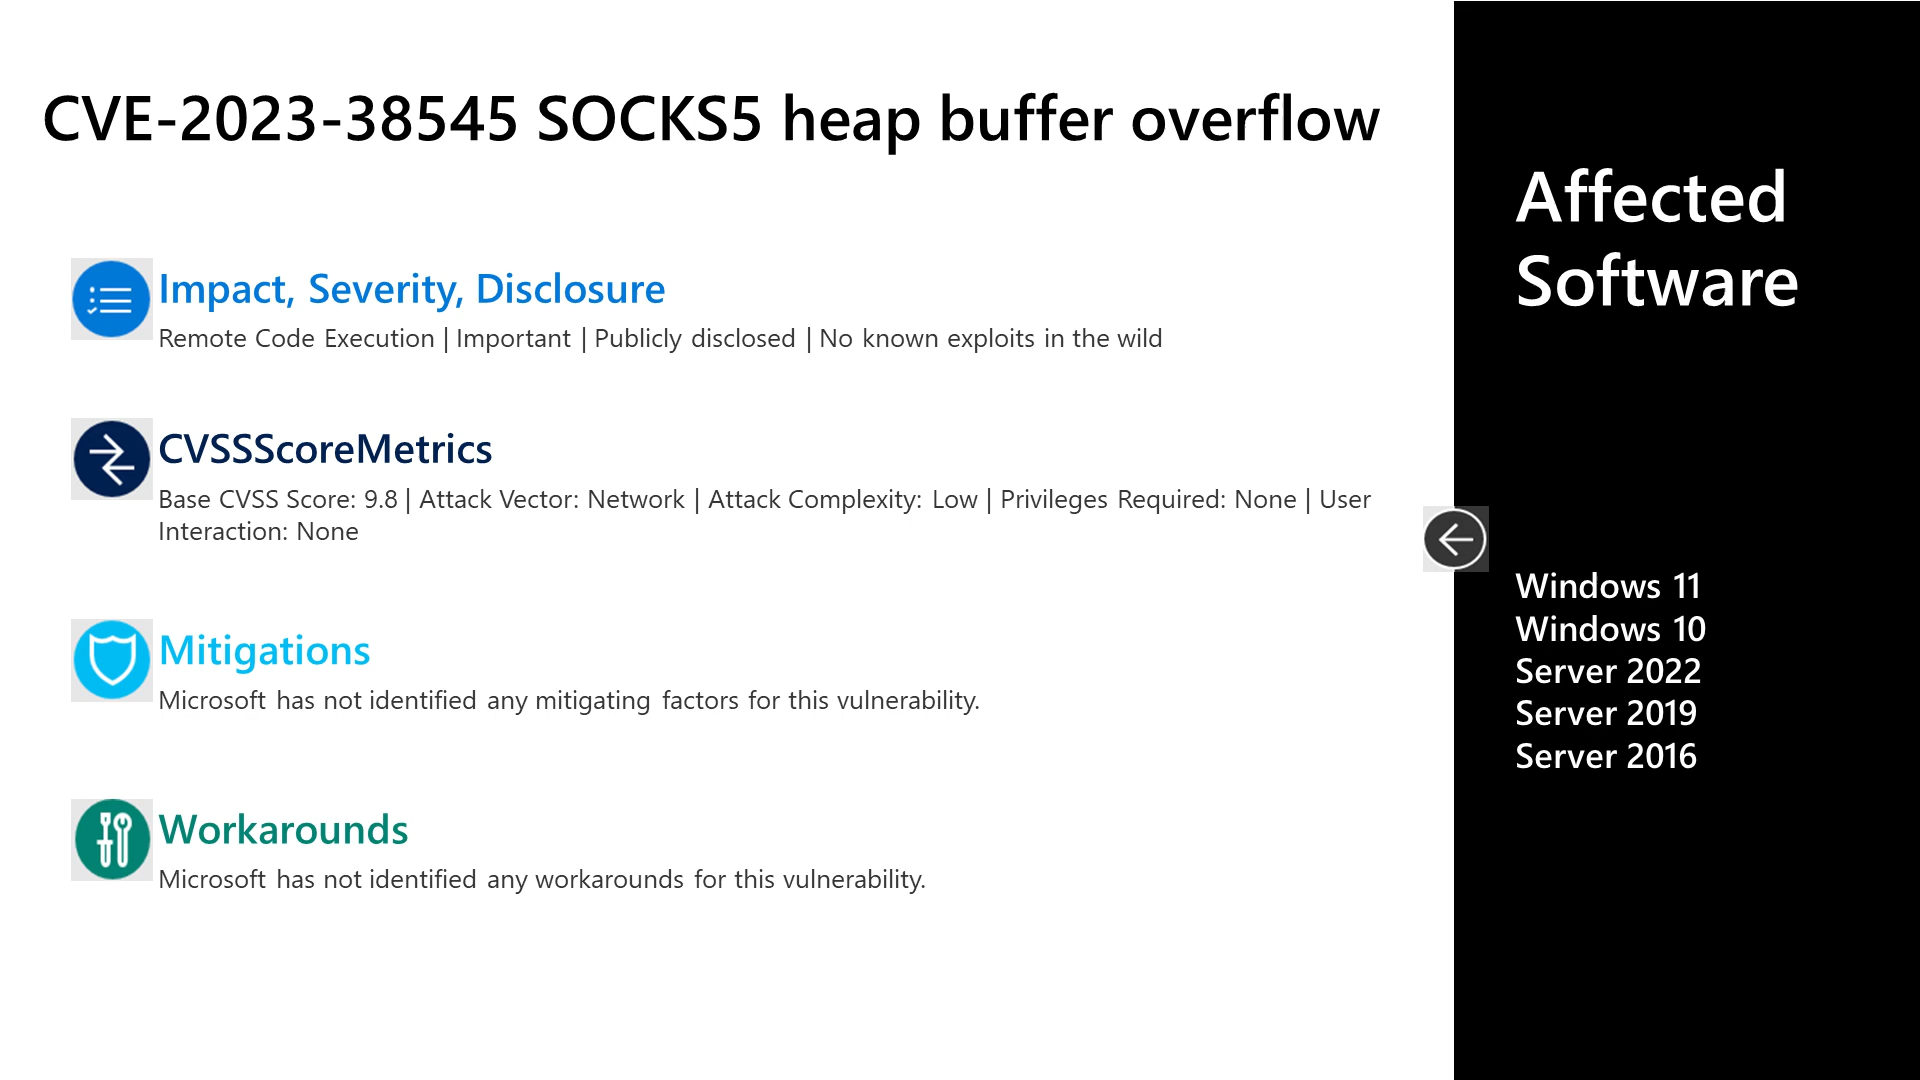 CVE-2023-38545 SOCKS5 heap buffer overflow
Impact, Severity, Disclosure
Remote Code Execution | Important | Publicly disclosed | No known exploits in the wild
CVSSScoreMetrics
Base CVSS Score: 9.8 | Attack Vector: Network | Attack Complexity: Low | Privileges Required: None | User
Interaction: None
Mitigations
Microsoft has not identified any mitigating factors for this vulnerability.
Workarounds
Microsoft has not identified any workarounds for this vulnerability.
Affected
Software
Windows 11
Windows 10
Server 2022
Server 2019
Server 2016